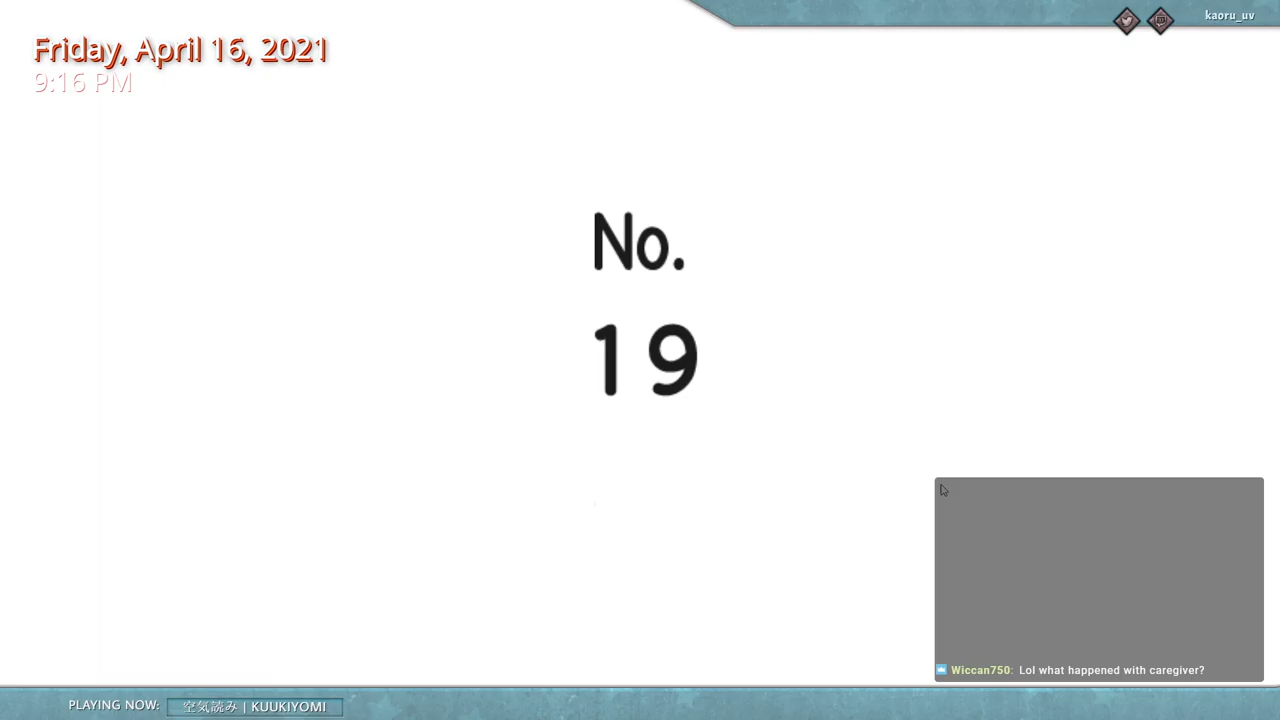 kaoru_uv
Friday, April 16, 2021
9:16 PM
No.
19
Wiccan750: Lol what happened with caregiver?
PLAYING NOW: 空気読み | KUUKIYOMI